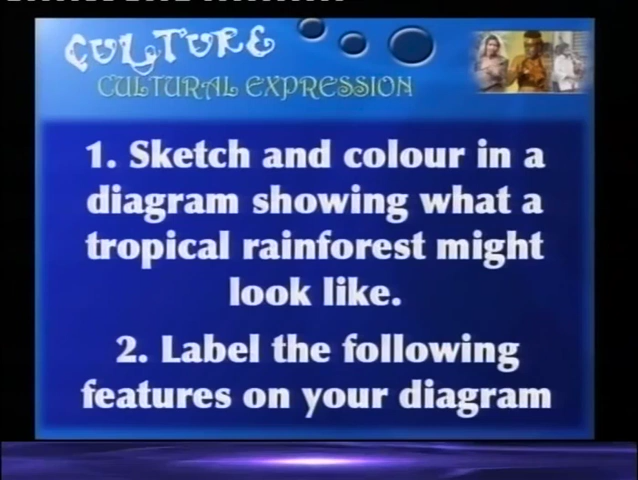 CULTURE
CULTURAL EXPRESSION
1. Sketch and colour in a
diagram showing what a
tropical rainforest might
look like.
2. Label the following
features on your diagram